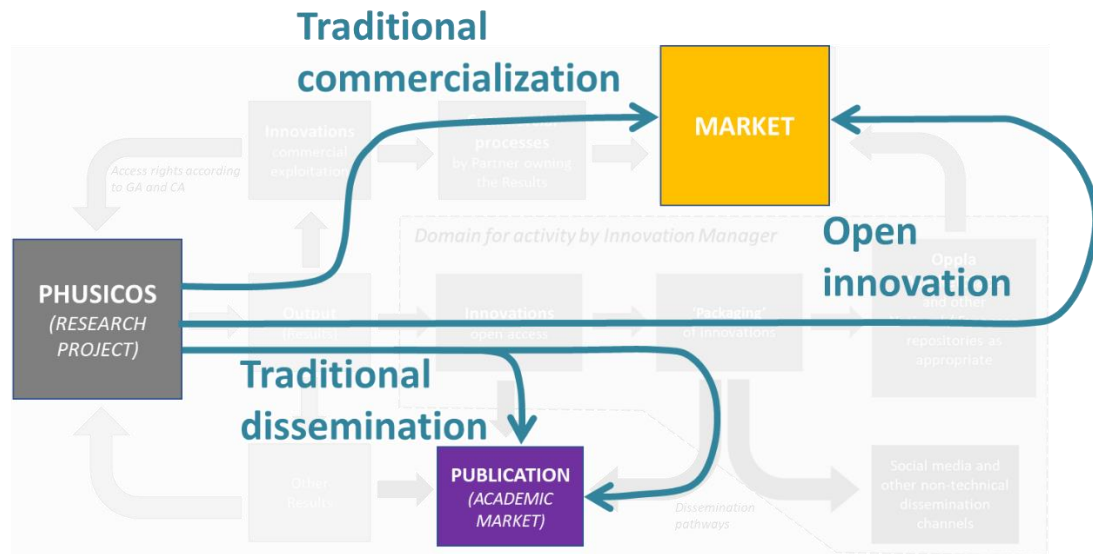 Traditional
commercialization
MARKET
Innovations
commercial
exploitation
processes
by Partner owning
the Results
Access rights according
to GA and CA
Domain for activity by Innovation Manager
Open
innovation
PHUSICOS
(RESEARCH
PROJECT)
Output
(Results)
Innovations
open access
'Packaging'
of Innovations
Oppla
and other
repositories as
appropriate
Traditional
dissemination
PUBLICATION
(ACADEMIC
MARKET)
Other
Results
Dissemination
pathways
Social media and
other non-technical
dissemination
channels